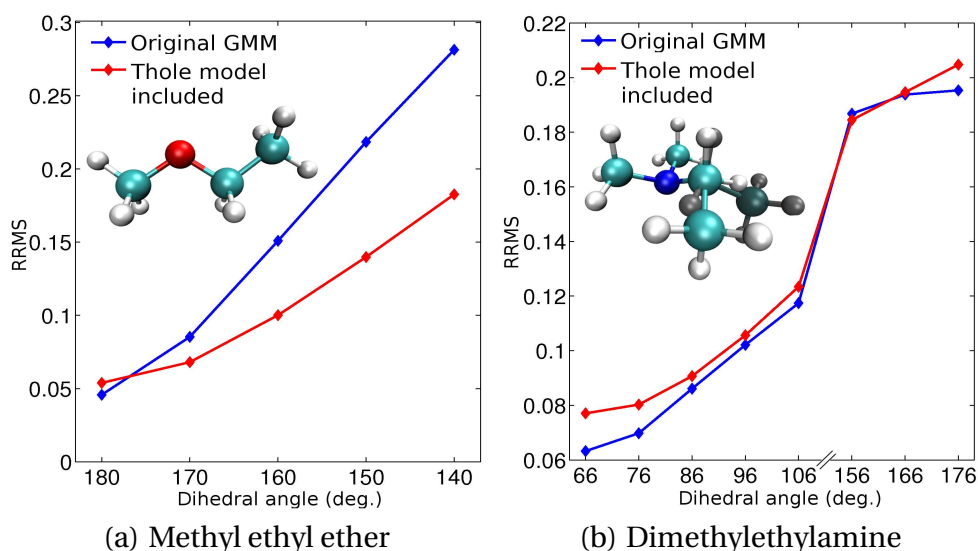 0.3
0.25
0.2
0.15
0.1
0.05
0
RRMS
Original GMM
Thole model
included
180 170 160 150 140
Dihedral angle (deg.)
(a) Methyl ethyl ether
0.22
0.2
0.18
0.16
0.14
0.12
0.1
0.08
0.06
RRMS
Original GMM
Thole model
included
66 76 86 96 106 156 166 176
Dihedral angle (deg.)
(b) Dimethylethylamine